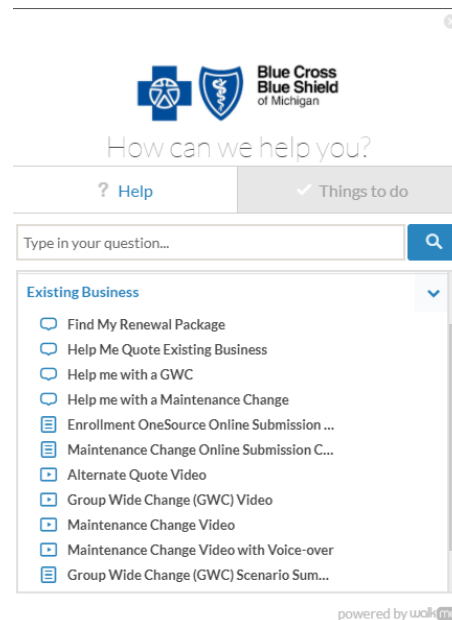 Blue Cross
Blue Shield
of Michigan
How can we help you?
? Help
Things to do
Type in your question...
Existing Business
Find My Renewal Package
Help Me Quote Existing Business
Help me with a GWC
Help me with a Maintenance Change
Enrollment OneSource Online Submission ...
Maintenance Change Online Submission C...
Alternate Quote Video
Group Wide Change (GWC) Video
Maintenance Change Video
Maintenance Change Video with Voice-over
Group Wide Change (GWC) Scenario Sum...
powered by walkm